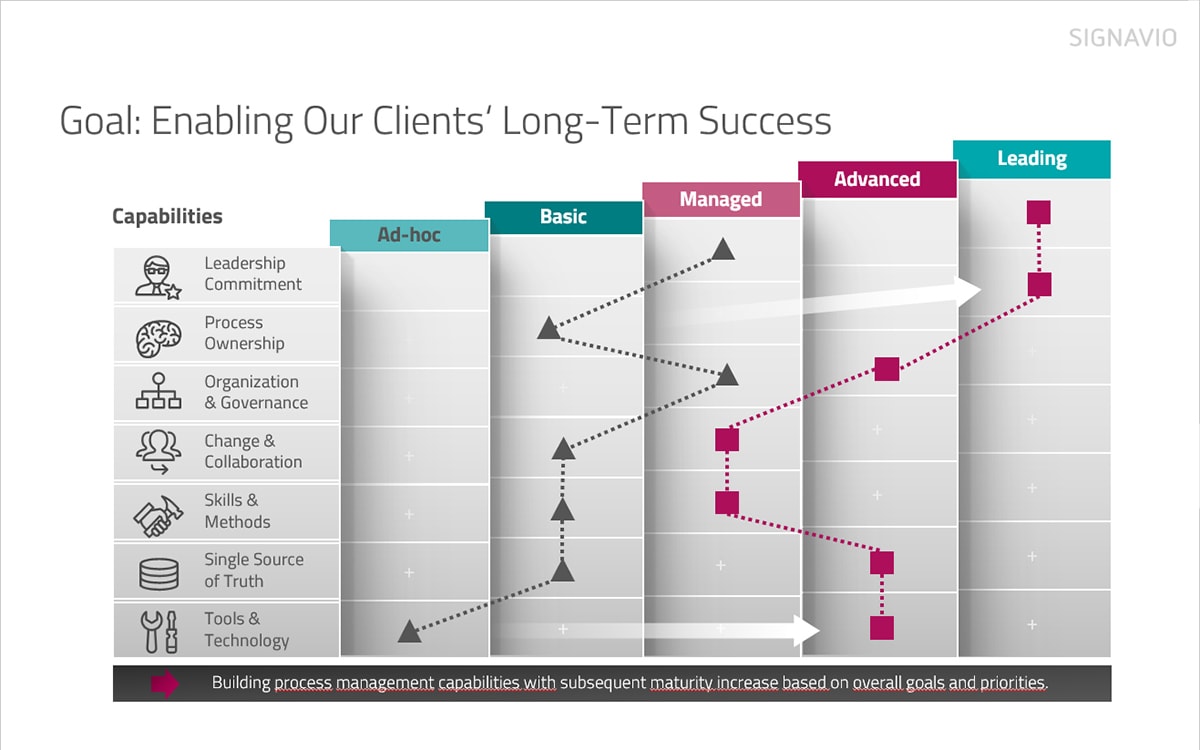 SIGNAVIO
Goal: Enabling Our Clients‘ Long-Term Success
Capabilities
Ad-hoc
Basic
Managed
Advanced
Leading
Leadership
Commitment
Process
Ownership
Organization
& Governance
Change &
Collaboration
Skills &
Methods
Single Source
of Truth
Tools &
Technology
Building process management capabilities with subsequent maturity increase based on overall goals and priorities.